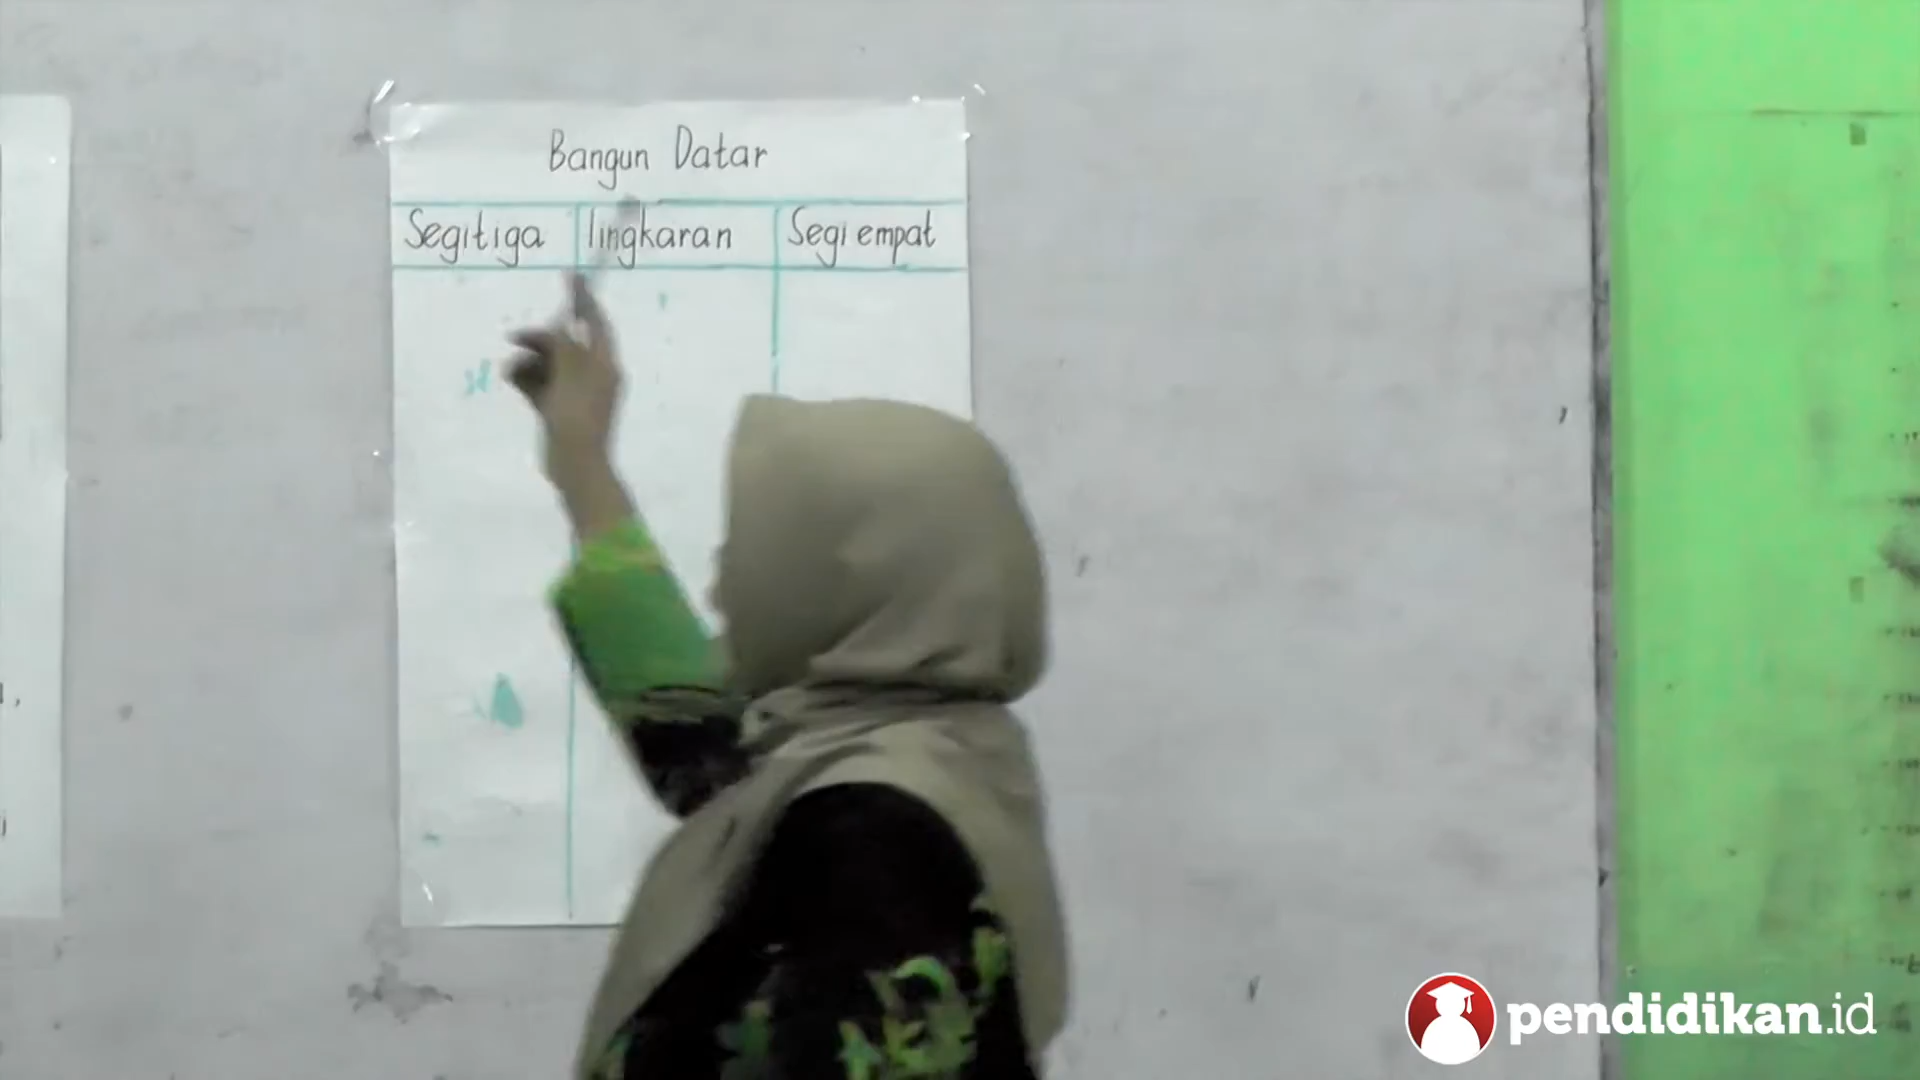 Bangun Datar
Segitiga lingkaran Segi empat
pendidikan.id